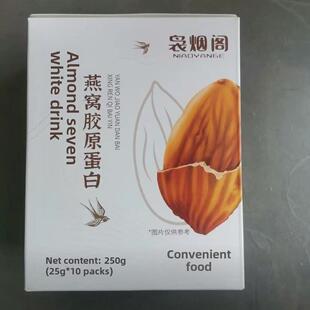 袅烟阁
NIAOYANGE
燕窝胶原蛋白
YAN WO JIAO YUAN DAN BAI
XING REN QI BAI YIN
Almond seven
white drink
*图片仅供参考
Net content: 250g
(25g*10 packs)
Convenient
food